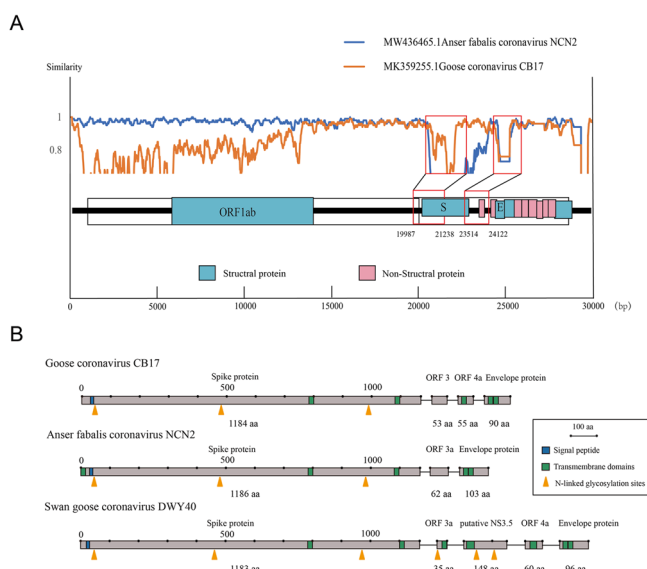 A
MW436465.1Anser fabalis coronavirus NCN2
MK359255.1Goose coronavirus CB17
Similarity
1
0.8
ORF1ab
S
E
19987
21238
23514
24122
Structral protein
Non-Structral protein
0
5000
10000
15000
20000
25000
30000
(bp)
B
Goose coronavirus CB17
Spike protein
ORF 3
ORF 4a
Envelope protein
0
500
1000
1184 aa
53 aa
55 aa
90 aa
Anser fabalis coronavirus NCN2
Spike protein
ORF 3a
Envelope protein
0
500
1000
1186 aa
62 aa
103 aa
Swan goose coronavirus DWY40
Spike protein
ORF 3a
putative NS3.5
ORF 4a
Envelope protein
0
500
1000
1183 aa
35 aa
148 aa
60 aa
96 aa
100 aa
Signal peptide
Transmembrane domains
N-linked glycosylation sites